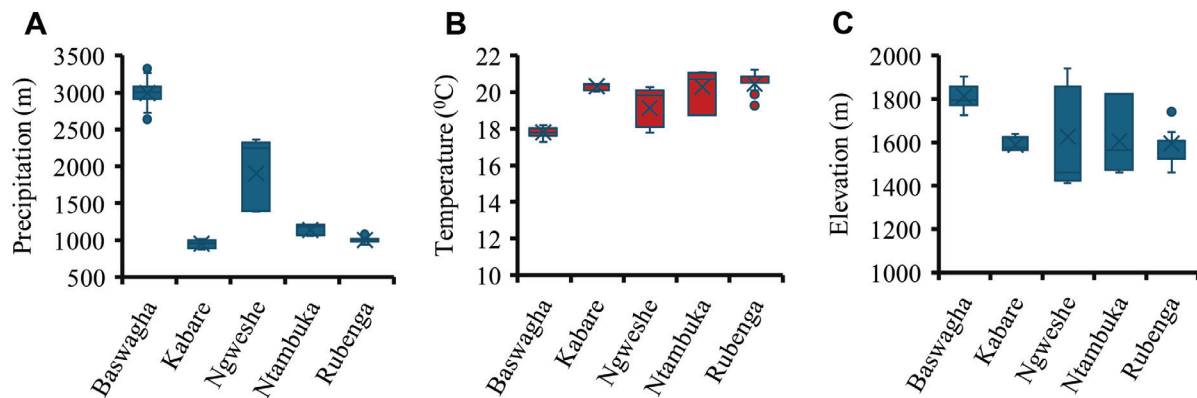 A
Precipitation (m)
3500
3000
2500
2000
1500
1000
500
Baswagha
Kabare
Ngweshe
Ntambuka
Rubenga
B
Temperature (⁰C)
22
20
18
16
14
12
10
Baswagha
Kabare
Ngweshe
Ntambuka
Rubenga
C
Elevation (m)
2000
1800
1600
1400
1200
1000
Baswagha
Kabare
Ngweshe
Ntambuka
Rubenga